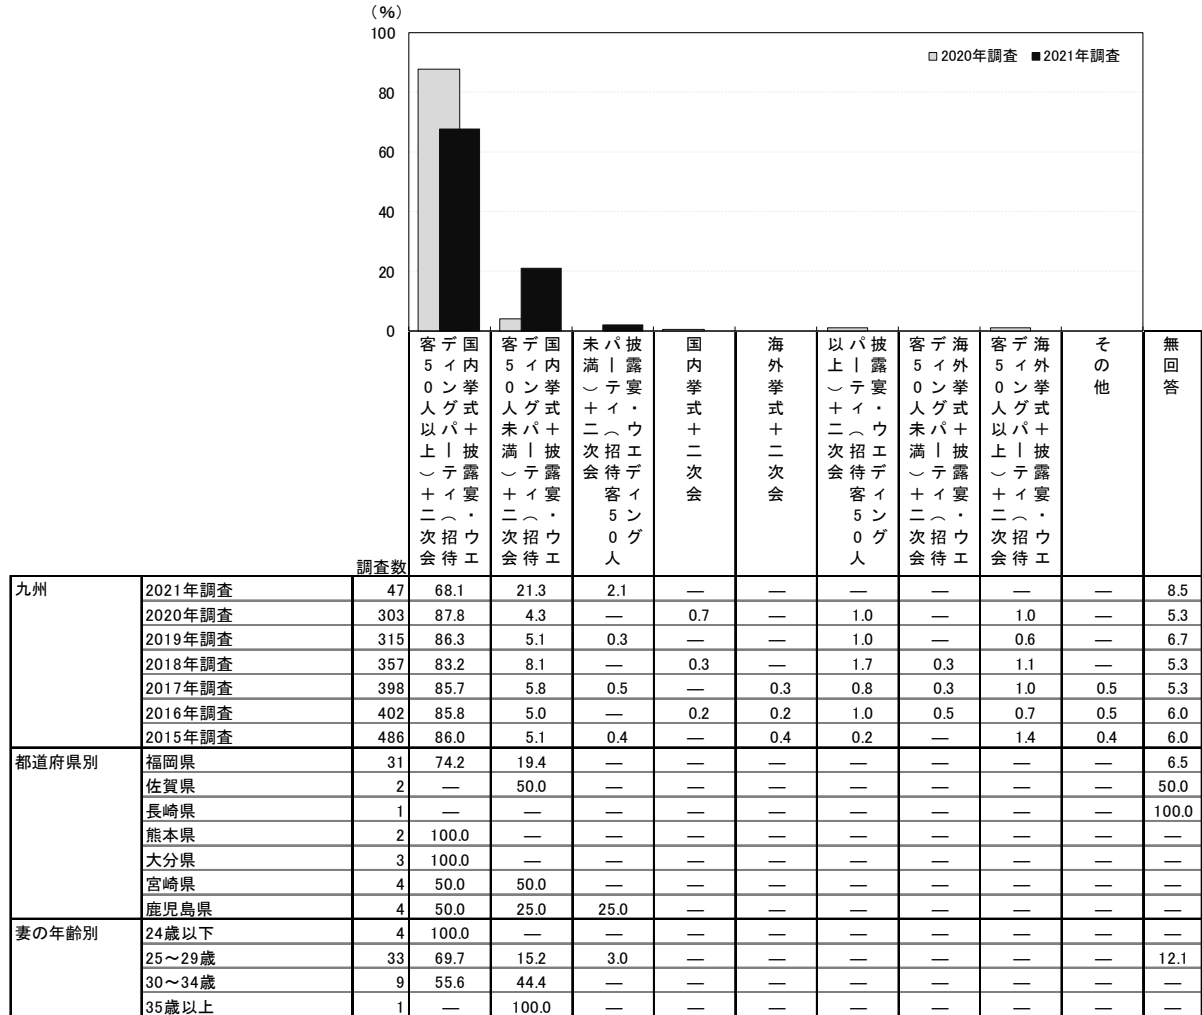 （％）
100
80
60
40
20
0
2020年調査 2021年調査
国内挙式＋披露宴・ウエディングパーティ（招待客５０人以上）＋二次会
国内挙式＋披露宴・ウエディングパーティ（招待客５０人未満）＋二次会
披露宴・ウエディングパーティ（招待客５０人未満）＋二次会
国内挙式＋二次会
海外挙式＋二次会
披露宴・ウエディングパーティ（招待客５０人以上）＋二次会
海外挙式＋披露宴・ウエディングパーティ（招待客５０人未満）＋二次会
海外挙式＋披露宴・ウエディングパーティ（招待客５０人以上）＋二次会
その他
無回答
調査数
九州 2021年調査 47 68.1 21.3 2.1 — — — — — — 8.5
2020年調査 303 87.8 4.3 — 0.7 — 1.0 — 1.0 — 5.3
2019年調査 315 86.3 5.1 0.3 — — 1.0 — 0.6 — 6.7
2018年調査 357 83.2 8.1 — 0.3 — 1.7 0.3 1.1 — 5.3
2017年調査 398 85.7 5.8 0.5 — 0.3 0.8 0.3 1.0 0.5 5.3
2016年調査 402 85.8 5.0 — 0.2 0.2 1.0 0.5 0.7 0.5 6.0
2015年調査 486 86.0 5.1 0.4 — 0.4 0.2 — 1.4 0.4 6.0
都道府県別 福岡県 31 74.2 19.4 — — — — — — — 6.5
佐賀県 2 — 50.0 — — — — — — — 50.0
長崎県 1 — — — — — — — — — 100.0
熊本県 2 100.0 — — — — — — — — —
大分県 3 100.0 — — — — — — — — —
宮崎県 4 50.0 50.0 — — — — — — — —
鹿児島県 4 50.0 25.0 25.0 — — — — — — —
妻の年齢別 24歳以下 4 100.0 — — — — — — — — —
25～29歳 33 69.7 15.2 3.0 — — — — — — 12.1
30～34歳 9 55.6 44.4 — — — — — — — —
35歳以上 1 — 100.0 — — — — — — — —